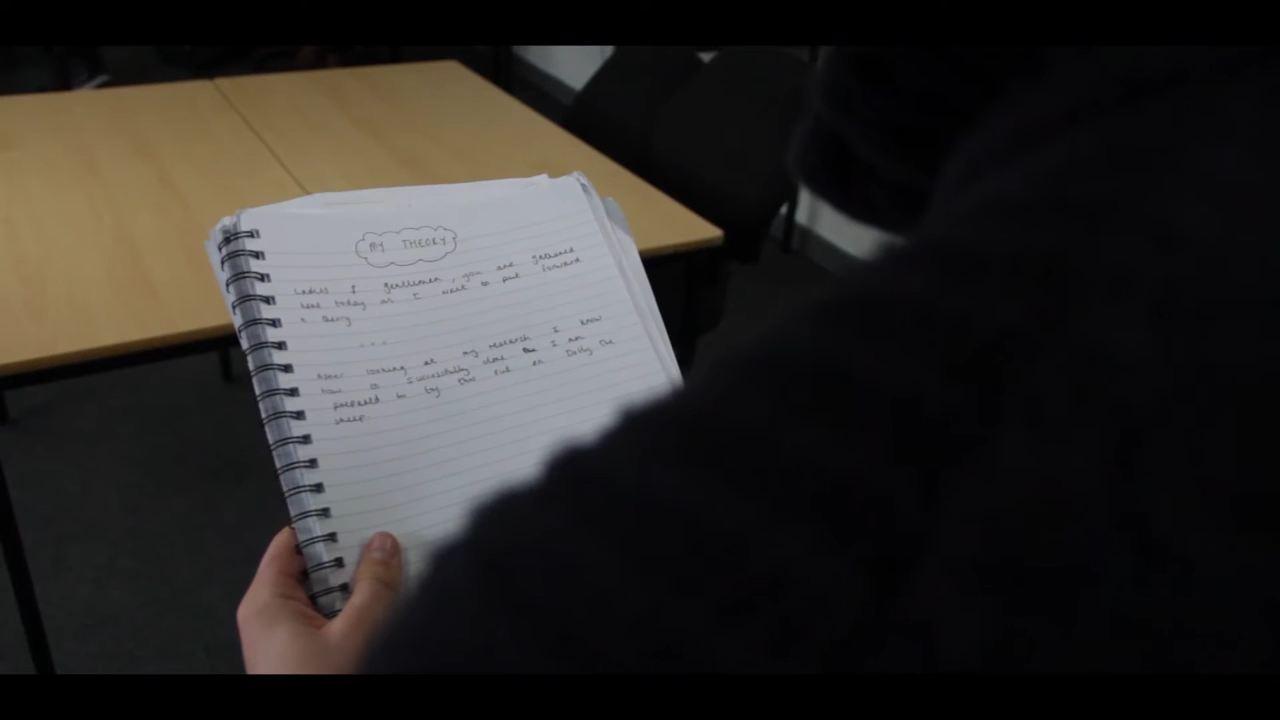 MY THEORY
Ladies & gentlemen, you are gathered
here today as I want to put forward
a theory.
...
After looking at my research I know
how to successfully clone I am
prepared to try this out on Dolly the
sheep.